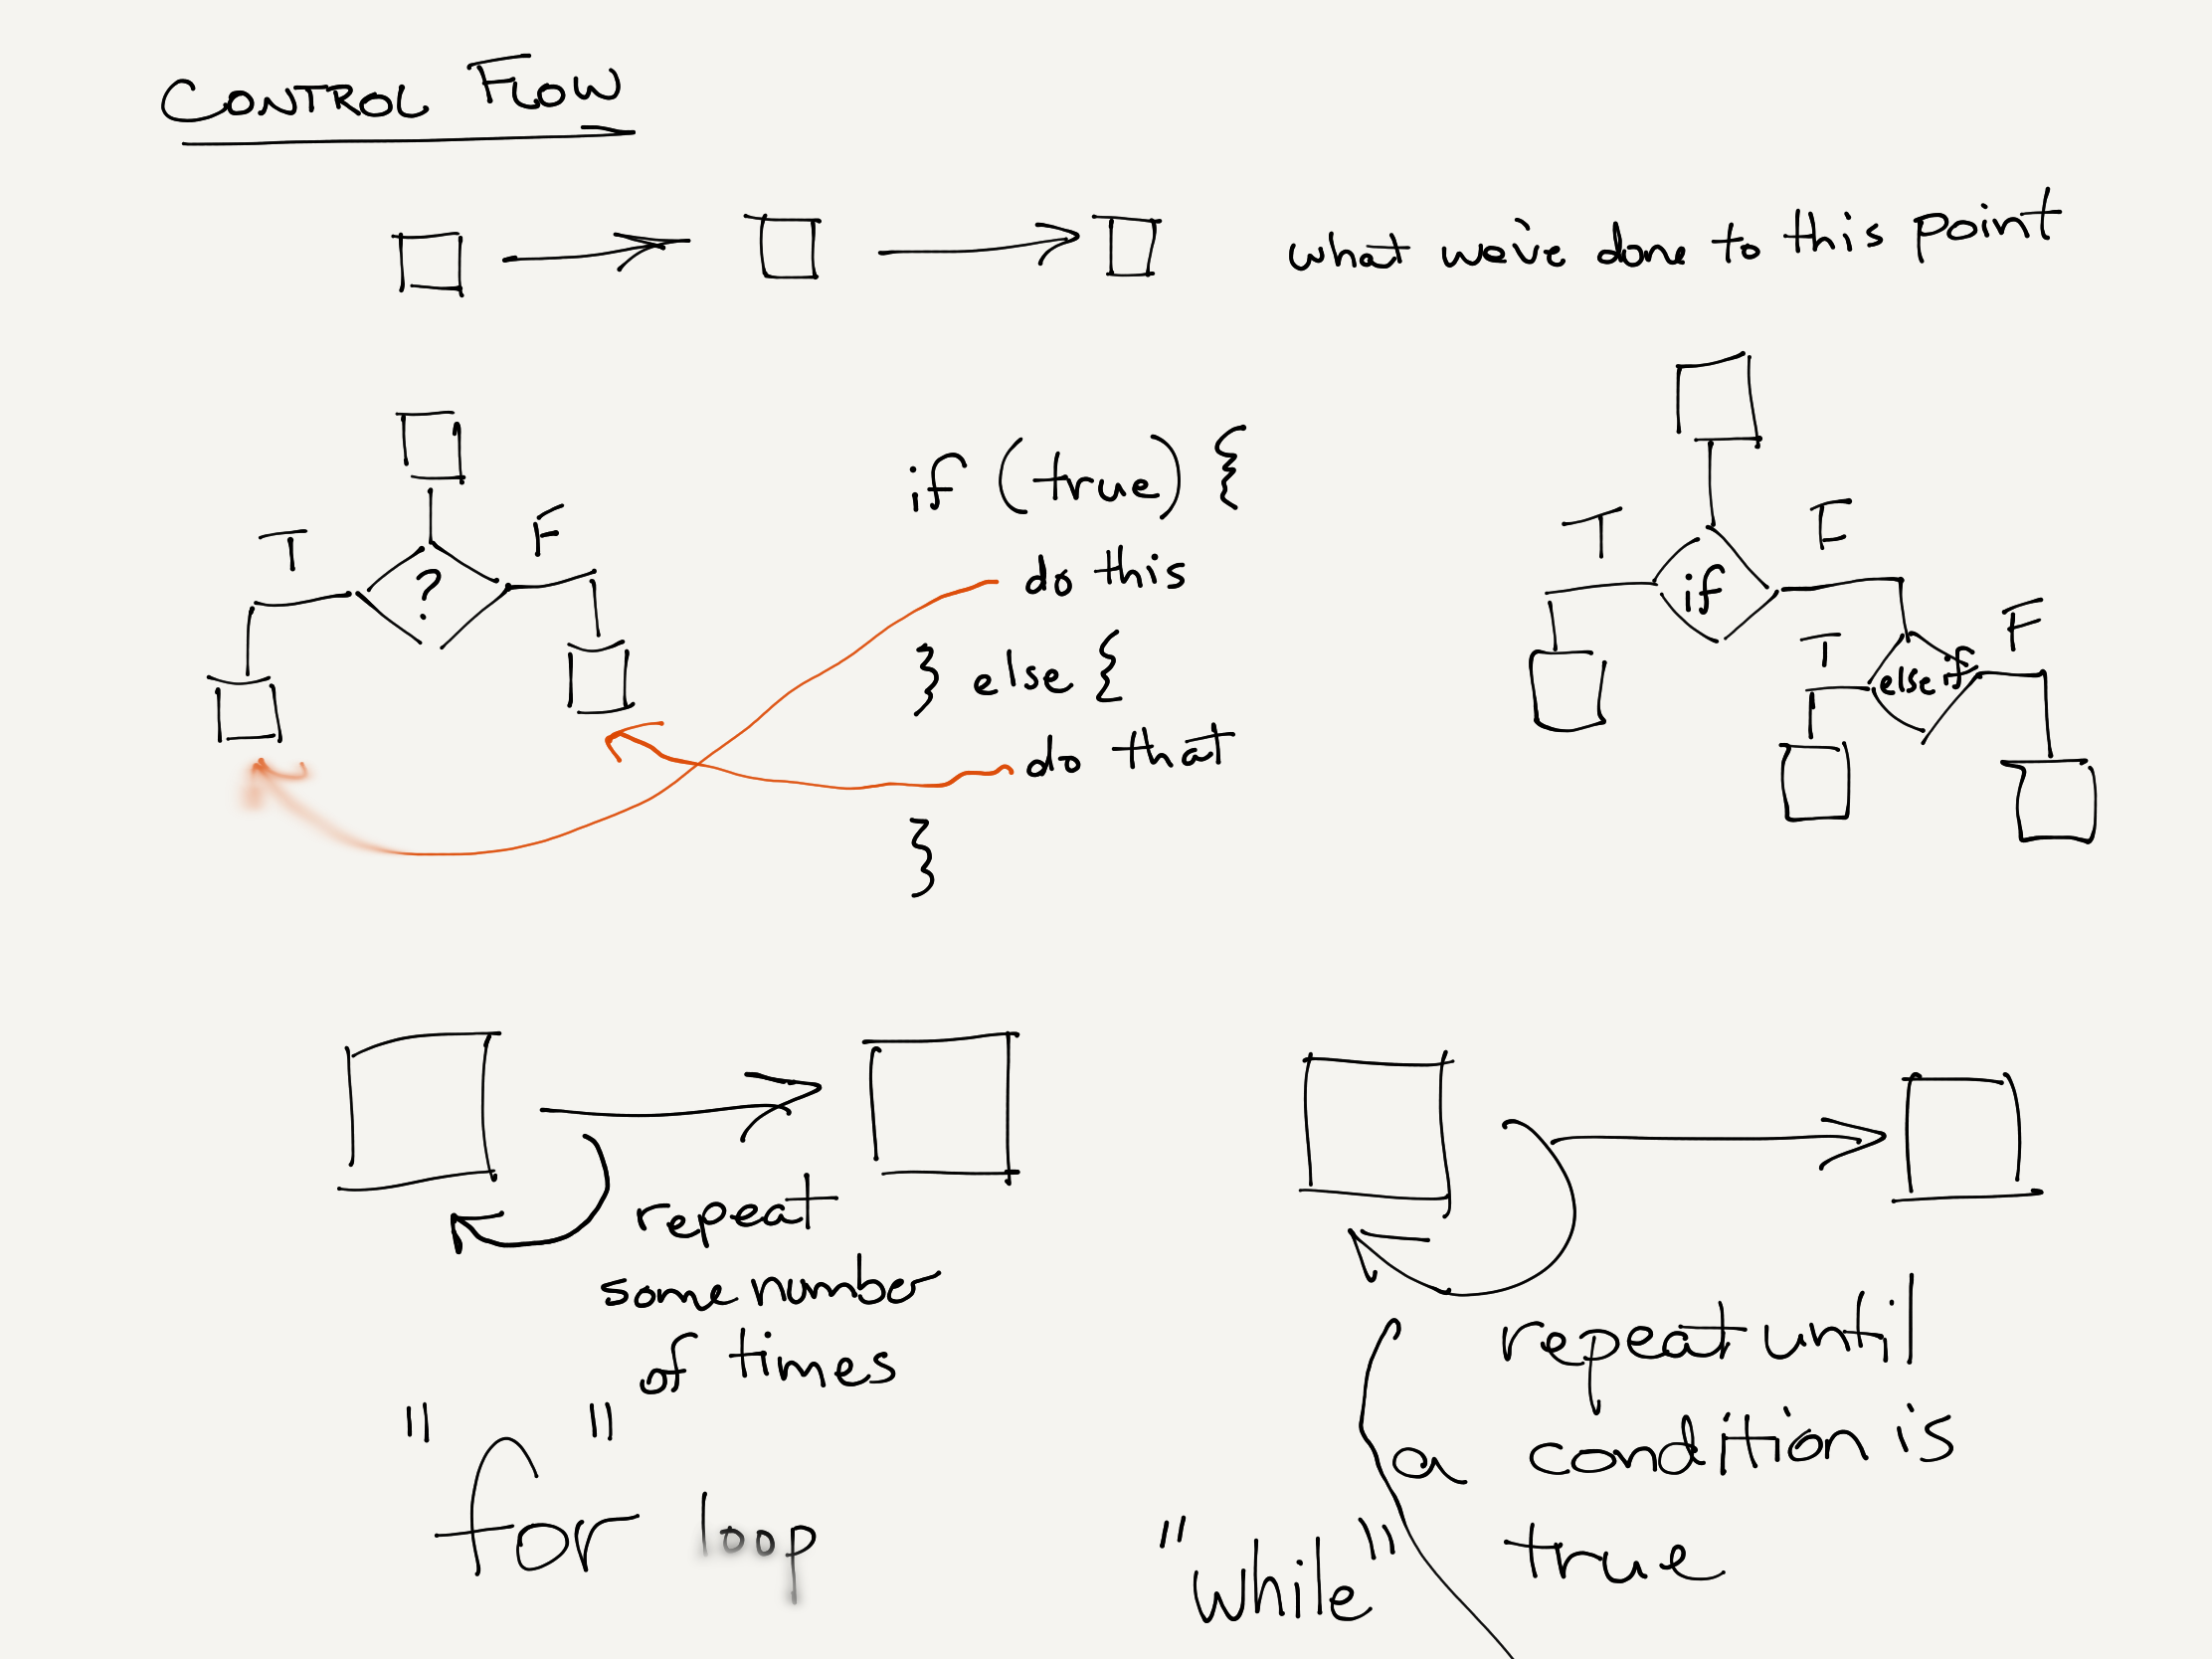 CONTROL FLOW
what we've done to this point
T
?
F
if (true) {
do this
} else {
do that
}
T
if
F
T
else if
F
repeat
some number
of times
"for" loop
repeat until
a condition is
true
"while"